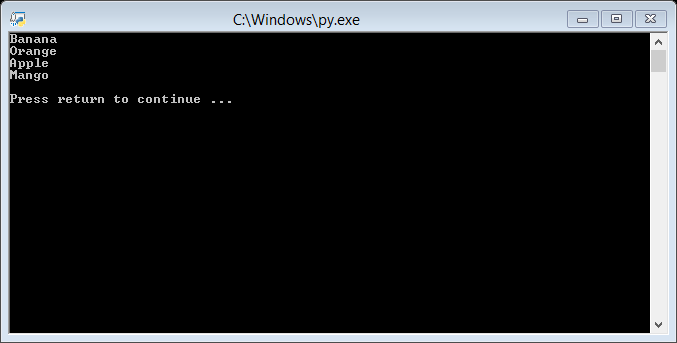 C:\Windows\py.exe
Banana
Orange
Apple
Mango
Press return to continue ...